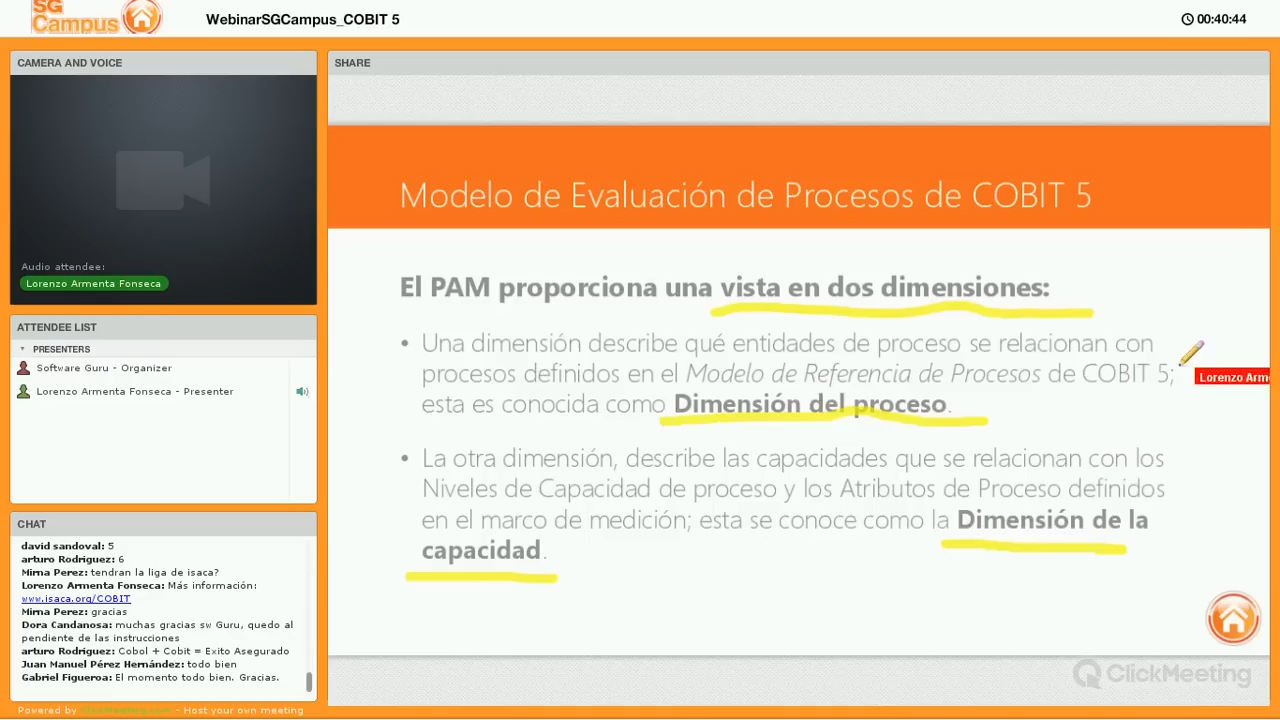 SG
Campus
WebinarSGCampus_COBIT 5
00:40:44
CAMERA AND VOICE
Audio attendee:
Lorenzo Armenta Fonseca
ATTENDEE LIST
PRESENTERS
Software Guru - Organizer
Lorenzo Armenta Fonseca - Presenter
CHAT
david sandoval: 5
arturo Rodriguez: 6
Mirna Perez: tendran la liga de isaca?
Lorenzo Armenta Fonseca: Más información:
www.isaca.org/COBIT
Mirna Perez: gracias
Dora Candanosa: muchas gracias sw Guru, quedo al
pendiente de las instrucciones
arturo Rodriguez: Cobol + Cobit = Exito Asegurado
Juan Manuel Pérez Hernández: todo bien
Gabriel Figueroa: El momento todo bien. Gracias.
Powered by ClickMeeting.com - Host your own meeting
SHARE
Modelo de Evaluación de Procesos de COBIT 5
El PAM proporciona una vista en dos dimensiones:
• Una dimensión describe qué entidades de proceso se relacionan con
procesos definidos en el Modelo de Referencia de Procesos de COBIT 5;
esta es conocida como Dimensión del proceso.
• La otra dimensión, describe las capacidades que se relacionan con los
Niveles de Capacidad de proceso y los Atributos de Proceso definidos
en el marco de medición; esta se conoce como la Dimensión de la
capacidad.
Lorenzo Arm
ClickMeeting